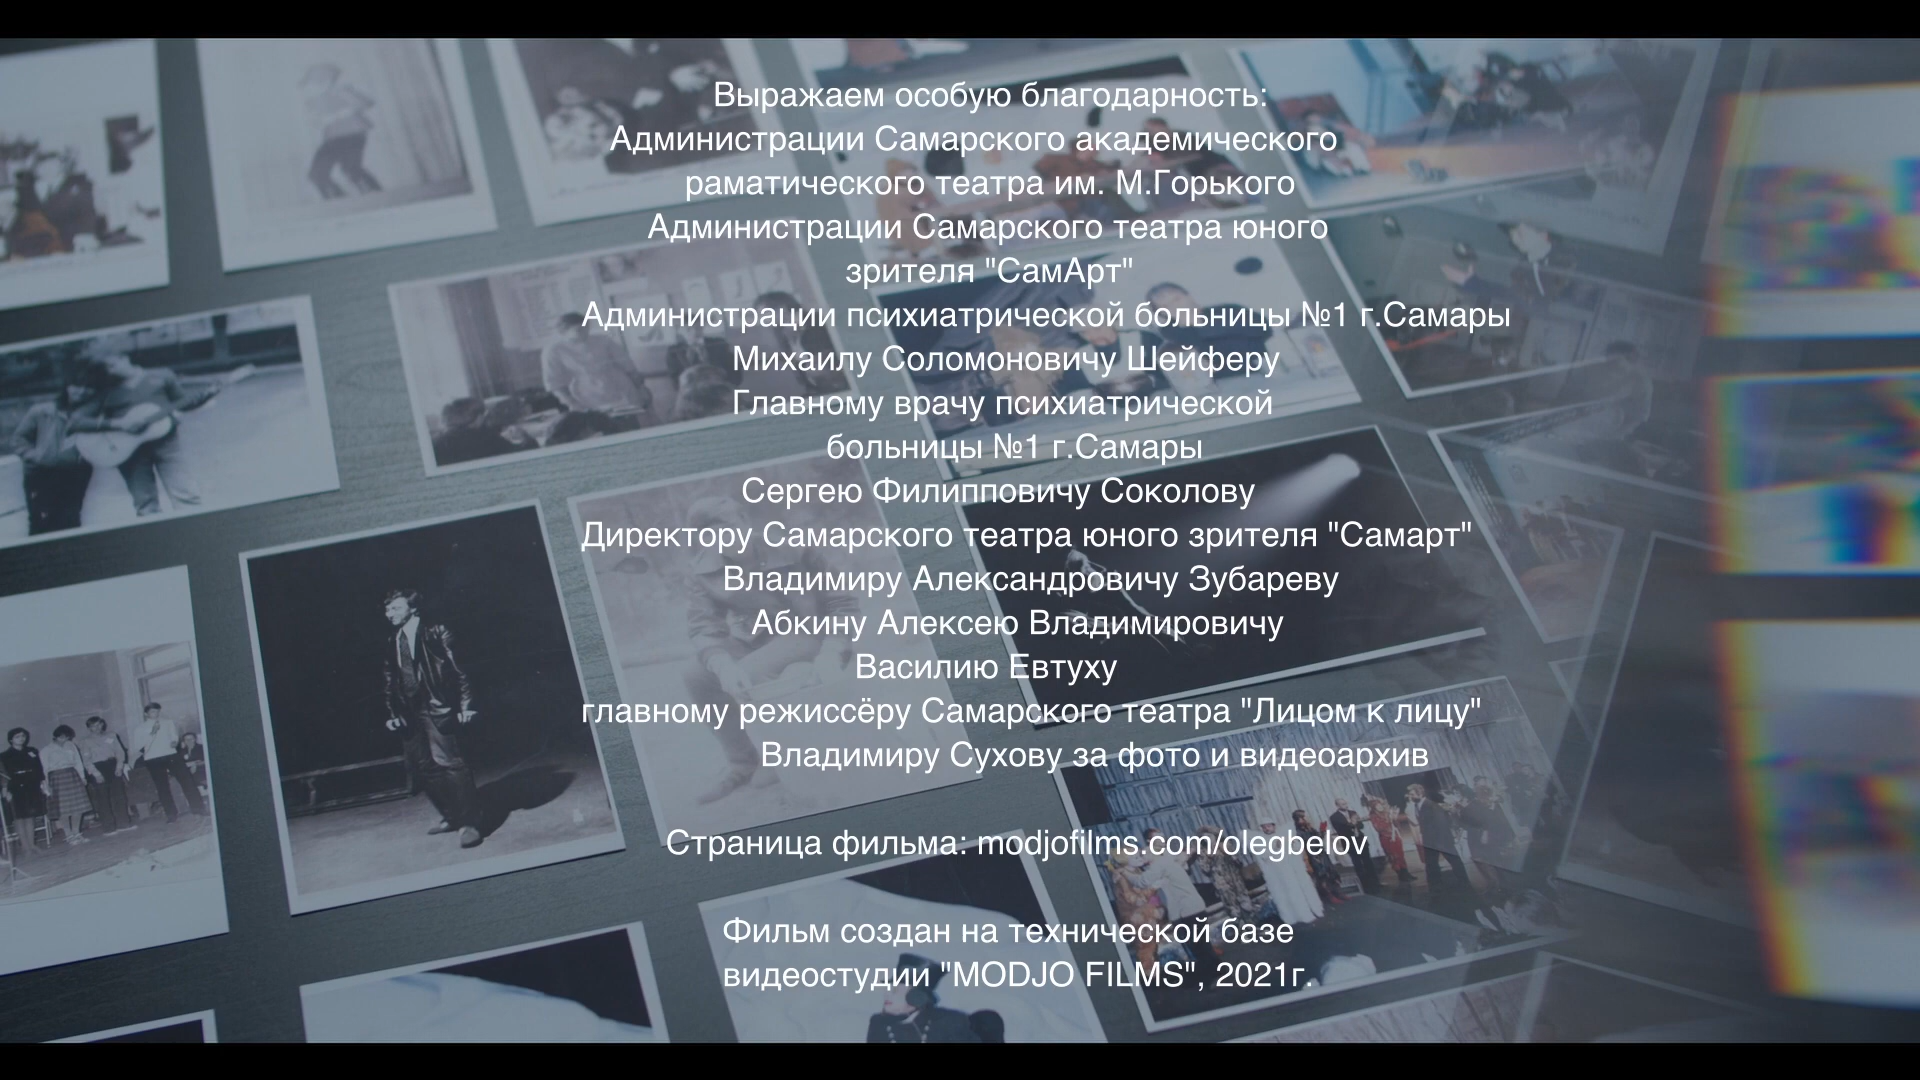 Выражаем особую благодарность:
Администрации Самарского академического
раматического театра им. М.Горького
Администрации Самарского театра юного
зрителя "СамАрт"
Администрации психиатрической больницы №1 г.Самары
Михаилу Соломоновичу Шейферу
Главному врачу психиатрической
больницы №1 г.Самары
Сергею Филипповичу Соколову
Директору Самарского театра юного зрителя "Самарт"
Владимиру Александровичу Зубареву
Абкину Алексею Владимировичу
Василию Евтуху
главному режиссёру Самарского театра "Лицом к лицу"
Владимиру Сухову за фото и видеоархив
Страница фильма: modjofilms.com/olegbelov
Фильм создан на технической базе
видеостудии "MODJO FILMS", 2021г.